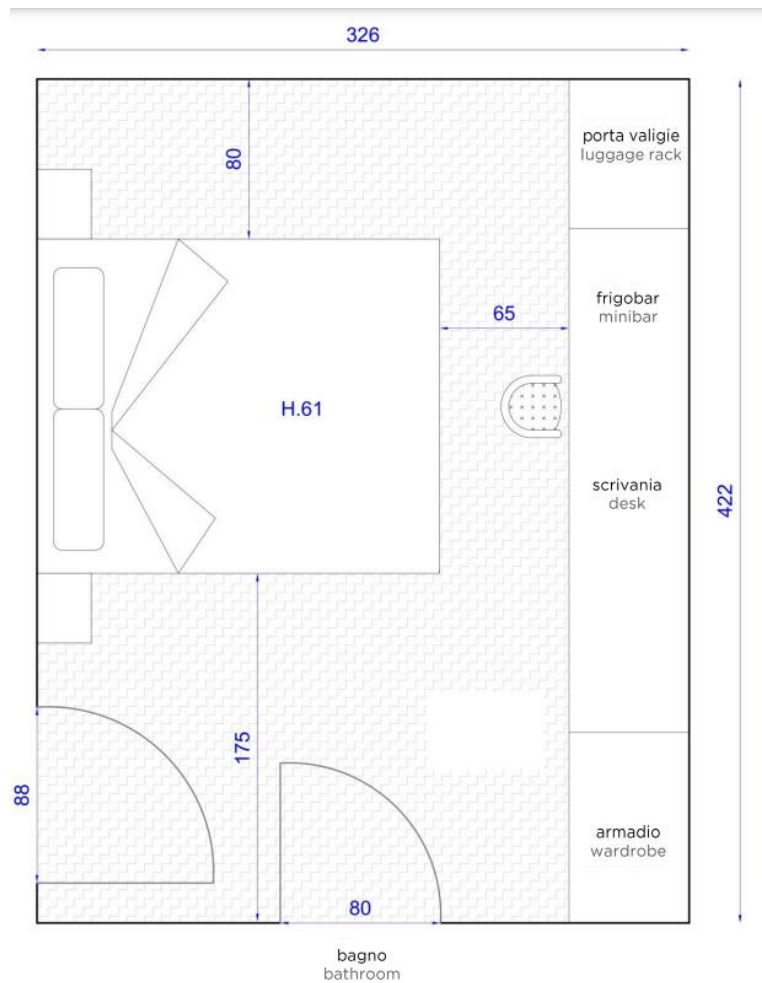 326
80
porta valigie
luggage rack
frigobar
minibar
65
H.61
scrivania
desk
422
175
88
armadio
wardrobe
80
bagno
bathroom